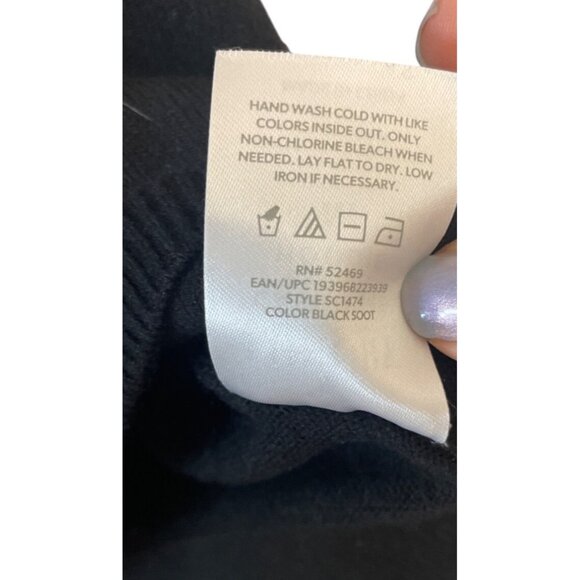 HAND WASH COLD WITH LIKE
COLORS INSIDE OUT. ONLY
NON-CHLORINE BLEACH WHEN
NEEDED. LAY FLAT TO DRY. LOW
IRON IF NECESSARY.
RN# 52469
EAN/UPC 193968223939
STYLE SC1474
COLOR BLACK SOOT